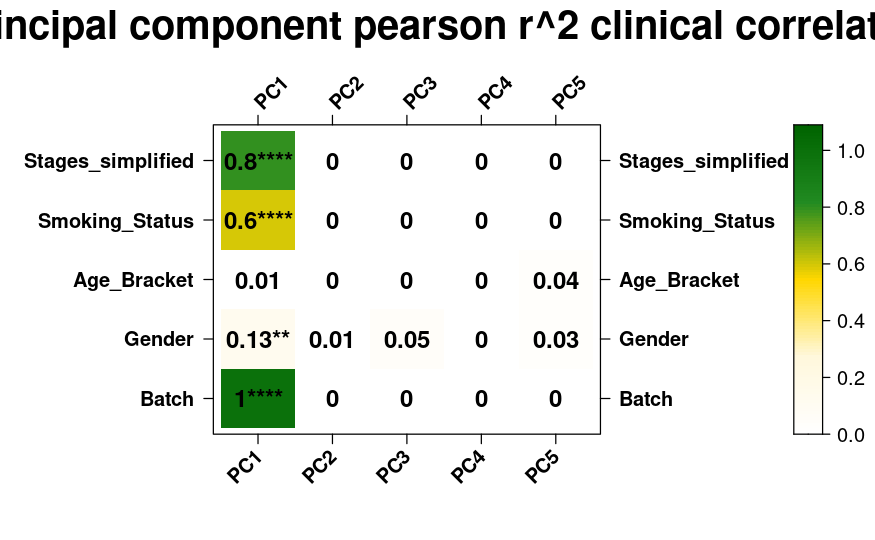 incipal component pearson r^2 clinical correlat
PC1 PC2 PC3 PC4 PC5
Stages_simplified 0.8**** 0 0 0 0 Stages_simplified
Smoking_Status 0.6**** 0 0 0 0 Smoking_Status
Age_Bracket 0.01 0 0 0 0.04 Age_Bracket
Gender 0.13** 0.01 0.05 0 0.03 Gender
Batch 1**** 0 0 0 0 Batch
PC1 PC2 PC3 PC4 PC5
1.0
0.8
0.6
0.4
0.2
0.0